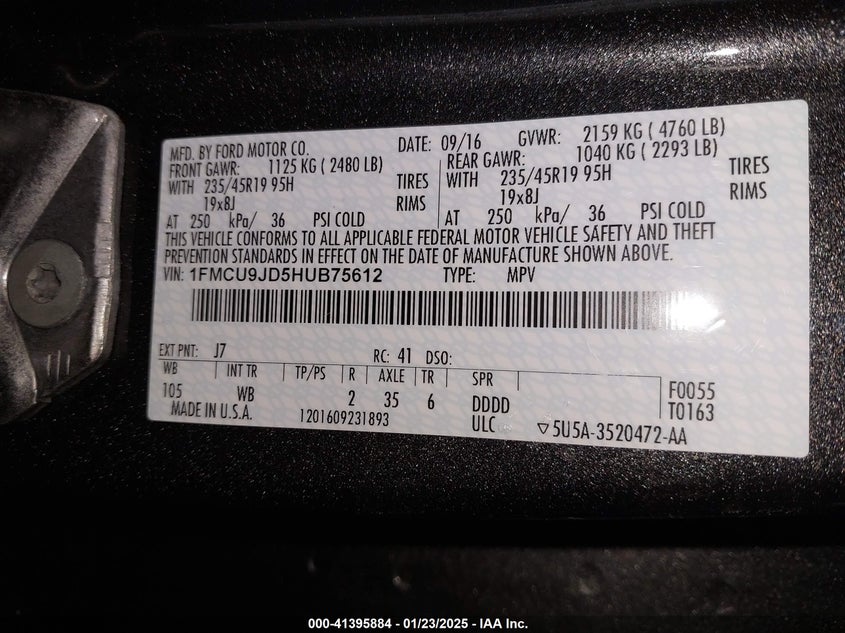 MFD. BY FORD MOTOR CO. DATE: 09/16 GVWR: 2159 KG ( 4760 LB)
FRONT GAWR: 1125 KG ( 2480 LB) REAR GAWR: 1040 KG ( 2293 LB)
WITH 235/45R19 95H TIRES WITH 235/45R19 95H TIRES
19x8J RIMS 19x8J RIMS
AT 250 kPa/ 36 PSI COLD AT 250 kPa/ 36 PSI COLD
THIS VEHICLE CONFORMS TO ALL APPLICABLE FEDERAL MOTOR VEHICLE SAFETY AND THEFT
PREVENTION STANDARDS IN EFFECT ON THE DATE OF MANUFACTURE SHOWN ABOVE.
VIN: 1FMCU9JD5HUB75612 TYPE: MPV
EXT PNT: J7 RC: 41 DSO:
WB INT TR TP/PS R AXLE TR SPR F0055
105 WB 2 35 6 DDDD T0163
MADE IN U.S.A. 1201609231893 ULC 5U5A-3520472-AA
000-41395884 - 01/23/2025 - IAA Inc.